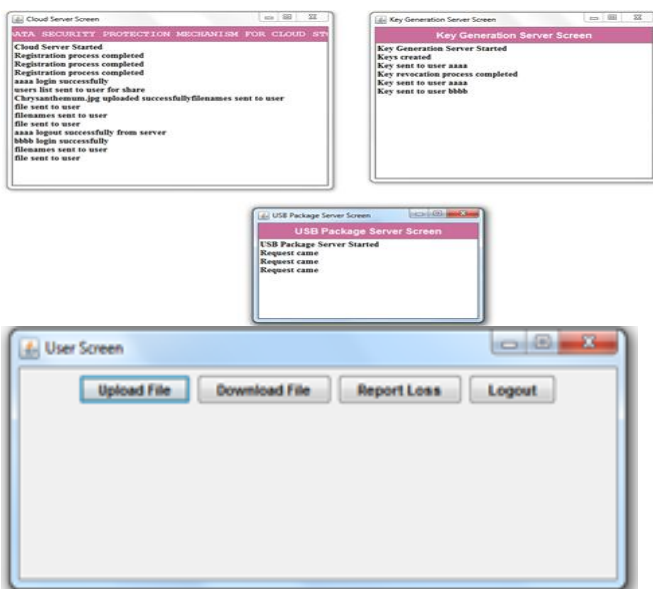 Cloud Server Screen
DATA SECURITY PROTECTION MECHANISM FOR CLOUD
Cloud Server Started
Registration process completed
Registration process completed
Registration process completed
aaaa login successfully
users list sent to user for share
Chrysanthemum.jpg uploaded successfullyfilenames sent to user
file sent to user
filenames sent to user
file sent to user
aaaa logout successfully from server
bbbb login successfully
filenames sent to user
file sent to user
Key Generation Server Screen
Key Generation Server Screen
Key Generation Server Started
Keys created
Key sent to user aaaa
Key revocation process completed
Key sent to user aaaa
Key sent to user bbbb
USB Package Server Screen
USB Package Server Screen
USB Package Server Started
Request came
Request came
Request came
User Screen
Upload File Download File Report Loss Logout